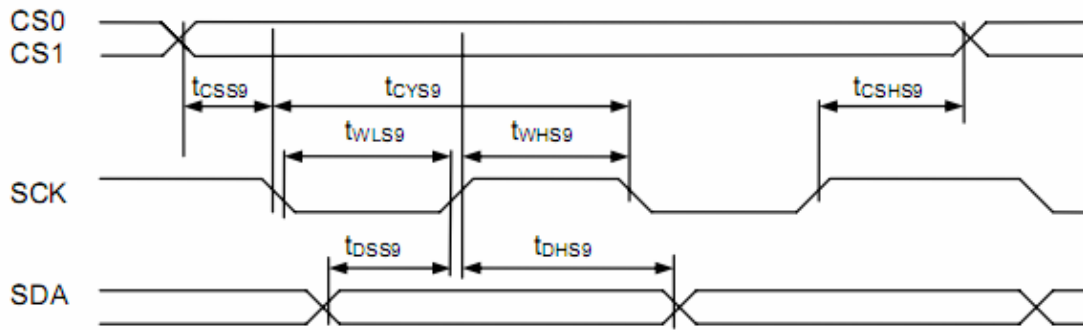 CS0
CS1
tCSS9 tCYS9 tCSHS9
tWLS9 tWHS9
SCK
tDSS9 tDHS9
SDA